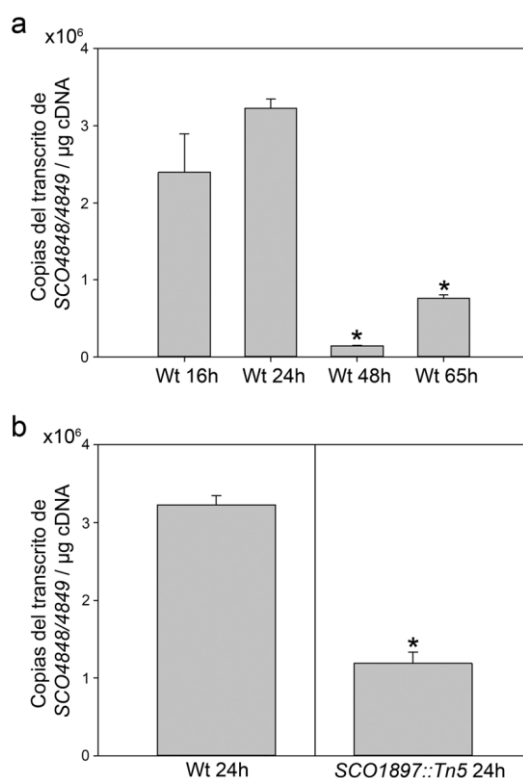 a
x10⁶
Copias del transcrito de
SCO4848/4849 / µg cDNA
4
3
2
1
0
*
*
Wt 16h Wt 24h Wt 48h Wt 65h
b
x10⁶
Copias del transcrito de
SCO4848/4849 / µg cDNA
4
3
2
1
0
*
Wt 24h SCO1897::Tn5 24h